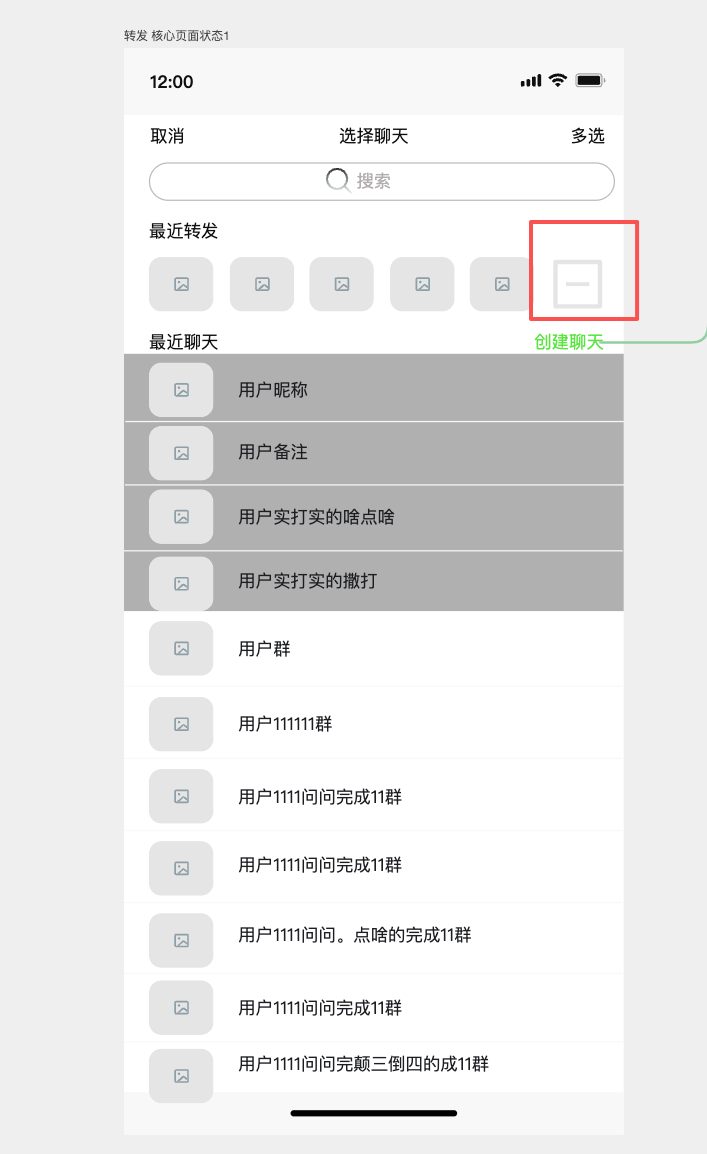 转发 核心页面状态1
12:00
取消 选择聊天 多选
搜索
最近转发
最近聊天 创建聊天
用户昵称
用户备注
用户实打实的啥点啥
用户实打实的撒打
用户群
用户111111群
用户1111问问完成11群
用户1111问问完成11群
用户1111问问。点啥的完成11群
用户1111问问完成11群
用户1111问问完颠三倒四的成11群